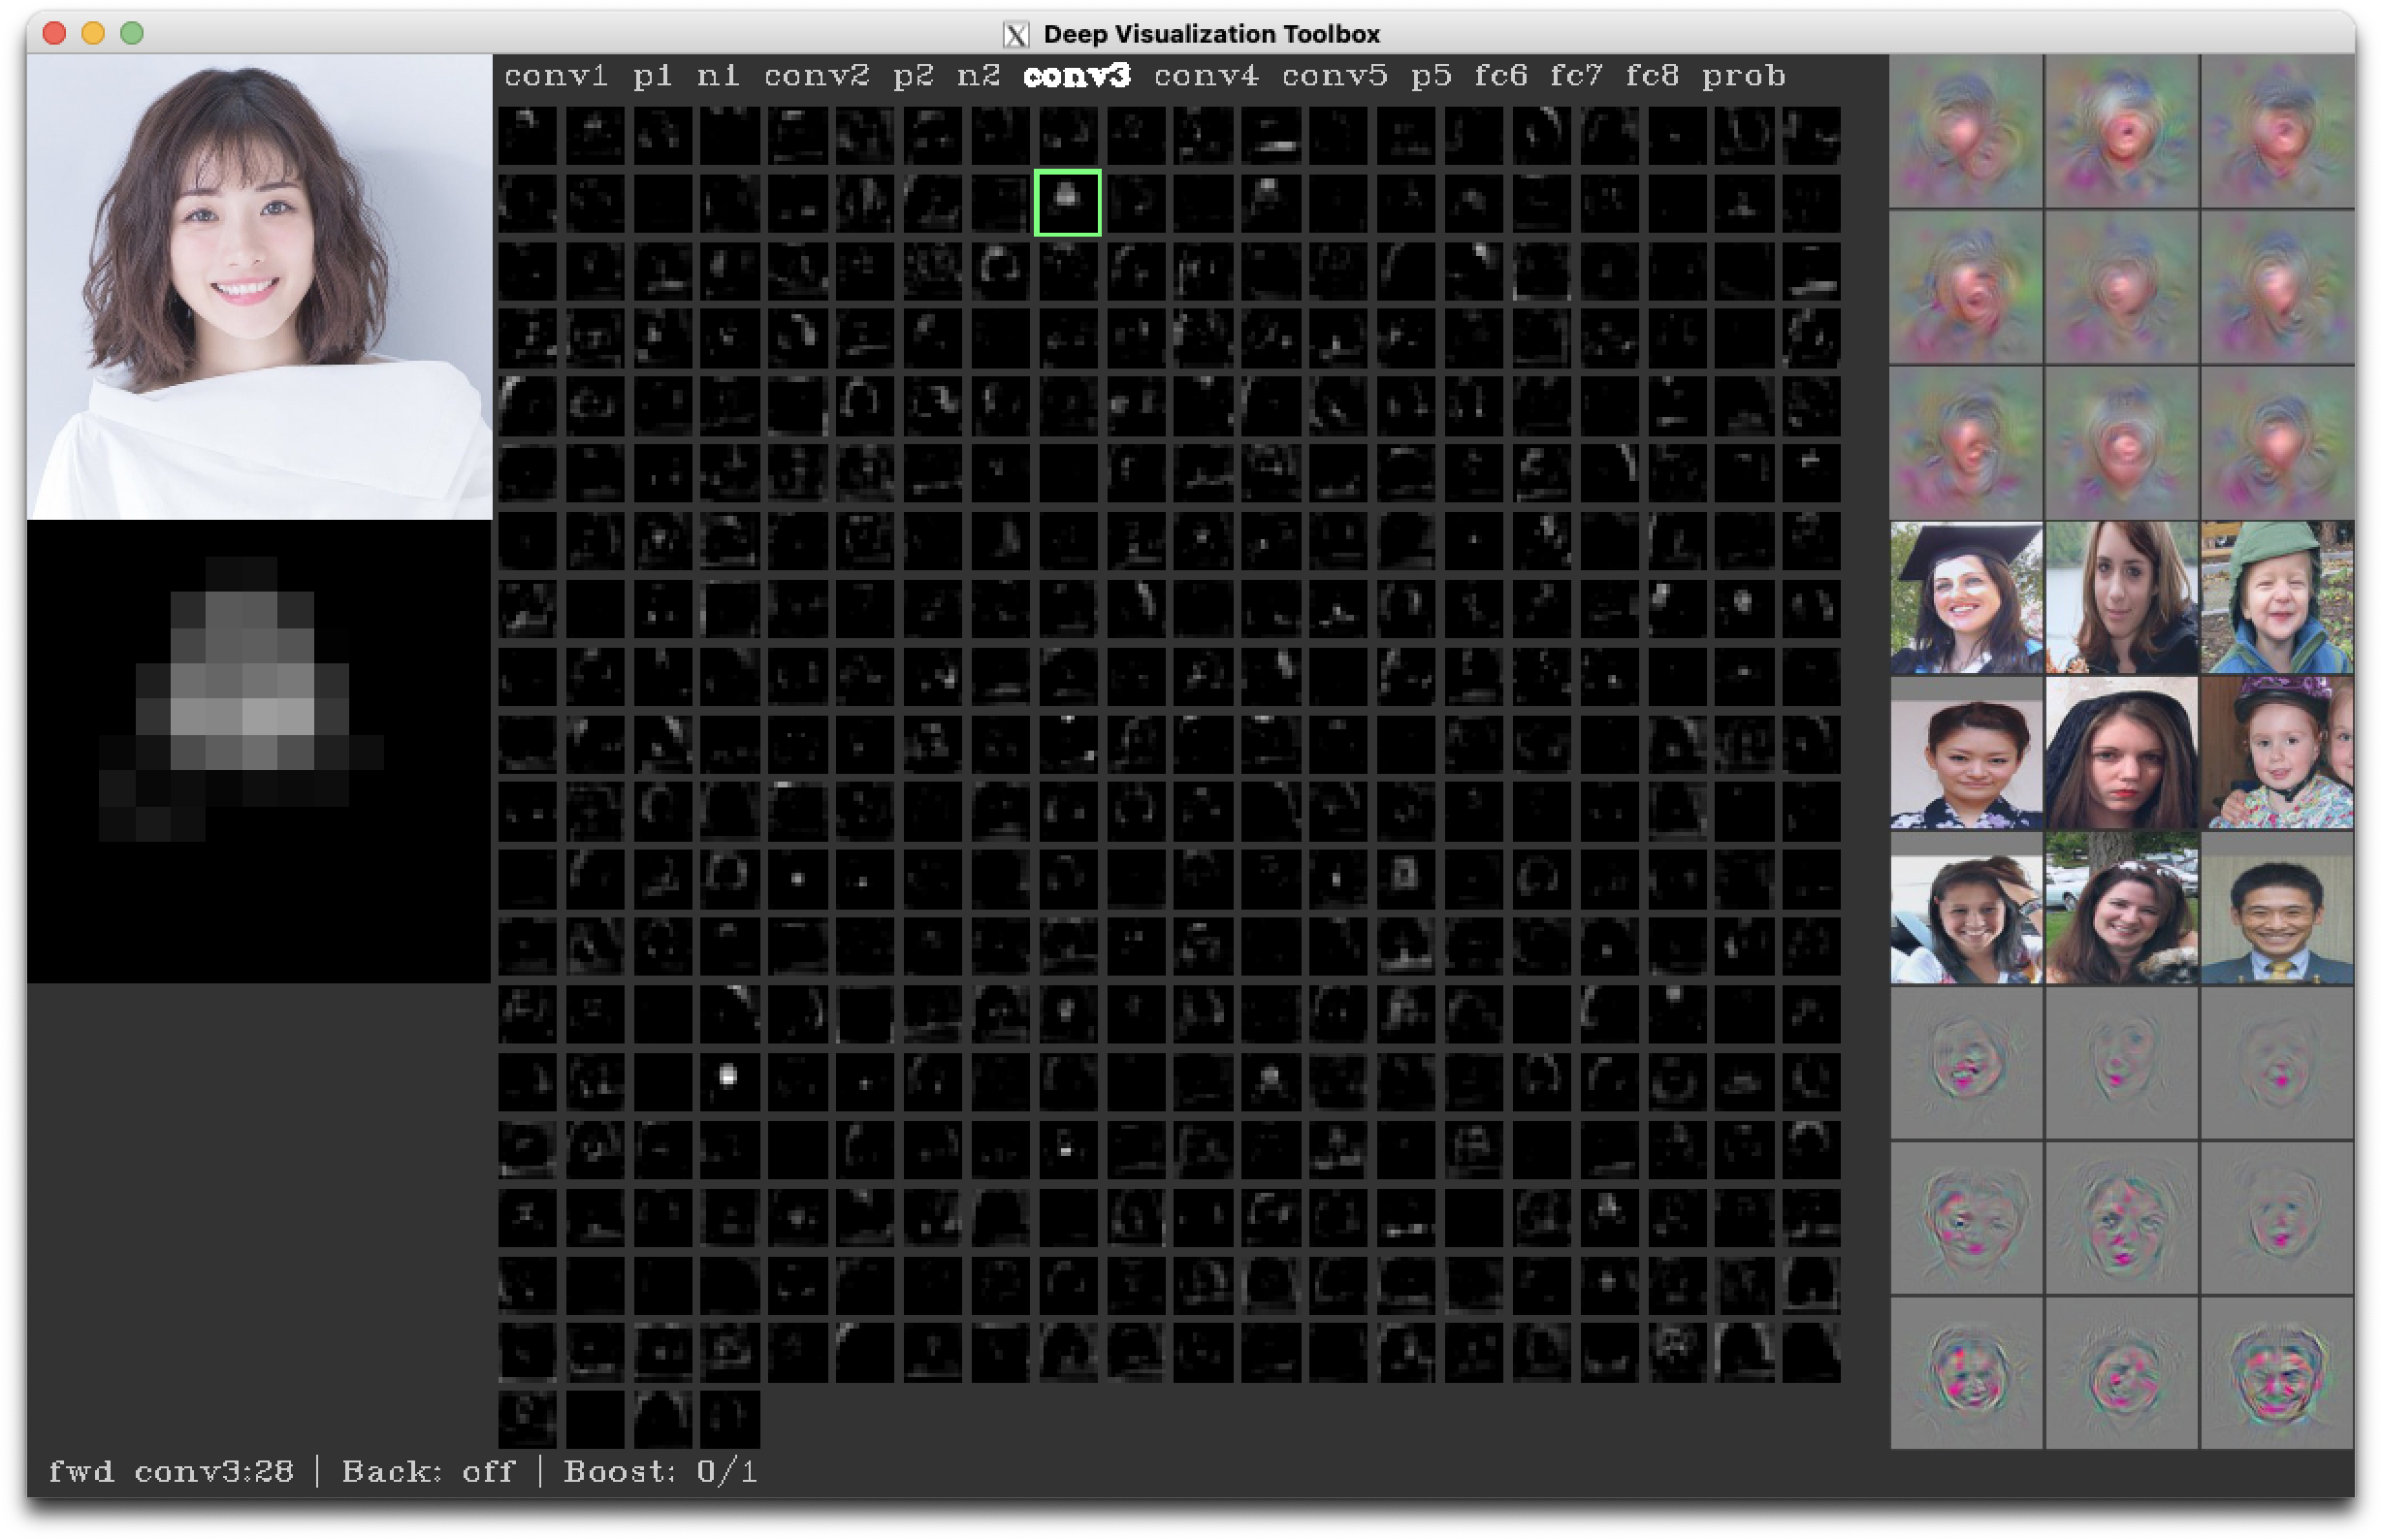 Deep Visualization Toolbox
conv1 p1 n1 conv2 p2 n2 conv3 conv4 conv5 p5 fc6 fc7 fc8 prob
fwd conv3:28 | Back: off | Boost: 0/1